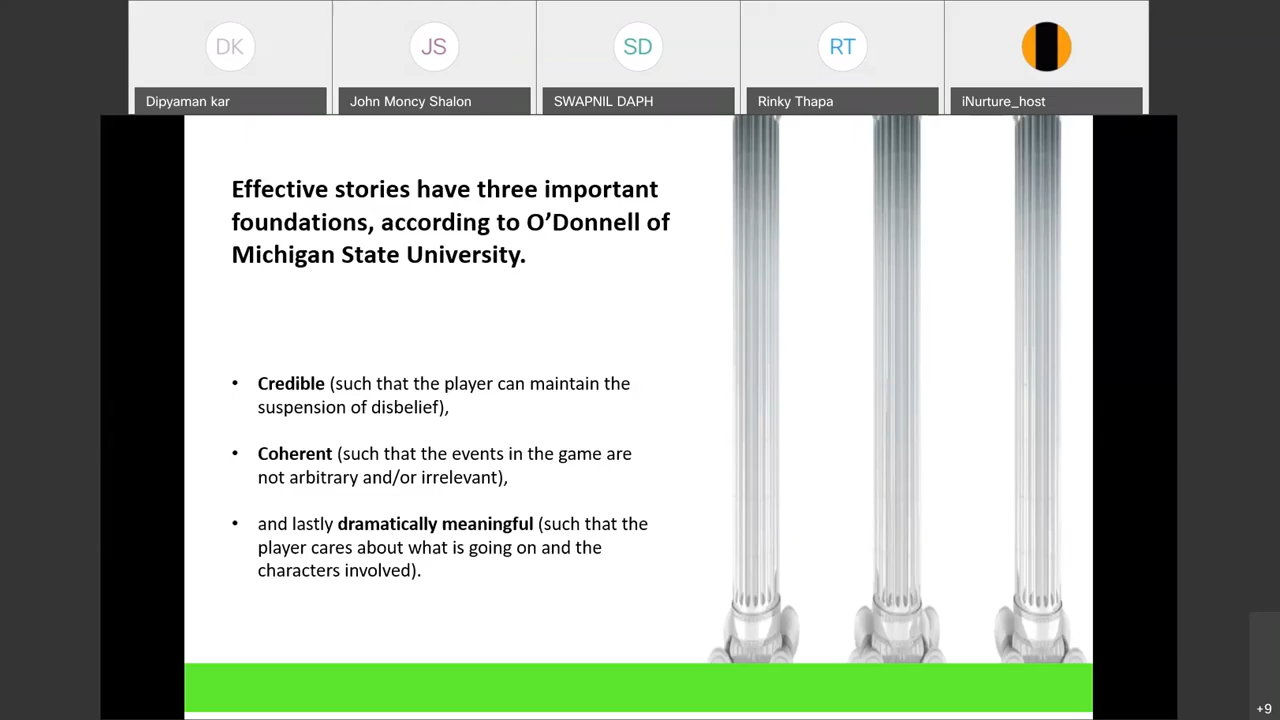 DK
JS
SD
RT
Dipyaman kar
John Moncy Shalon
SWAPNIL DAPH
Rinky Thapa
iNurture_host
Effective stories have three important
foundations, according to O’Donnell of
Michigan State University.
• Credible (such that the player can maintain the
suspension of disbelief),
• Coherent (such that the events in the game are
not arbitrary and/or irrelevant),
• and lastly dramatically meaningful (such that the
player cares about what is going on and the
characters involved).
+9